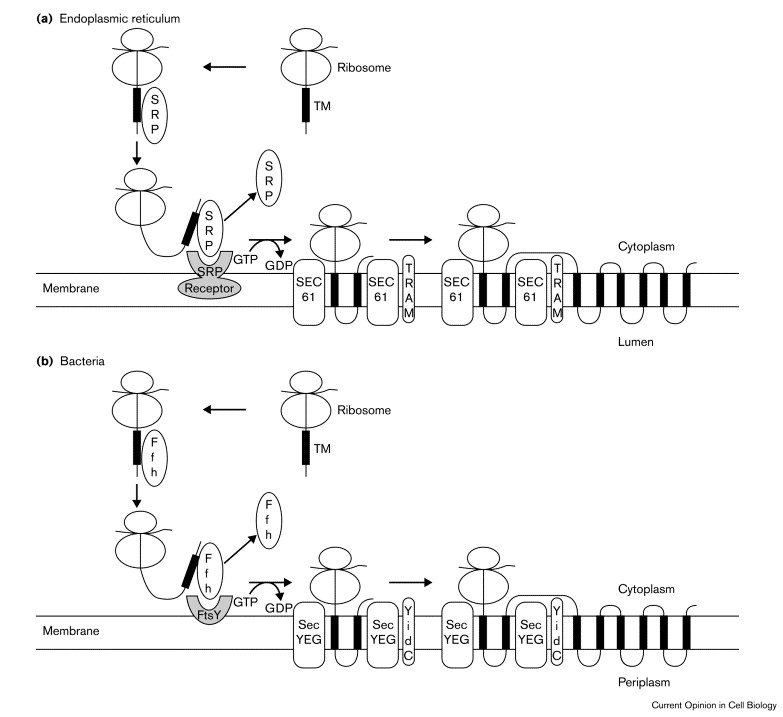 (a) Endoplasmic reticulum
Ribosome
TM
S
R
P
S
R
P
S
R
P
SRP
Receptor
GTP
GDP
SEC
61
SEC
61
T
R
A
M
SEC
61
SEC
61
T
R
A
M
Cytoplasm
Membrane
Lumen
(b) Bacteria
Ribosome
TM
F
f
h
F
f
h
F
f
h
FtsY
GTP
GDP
Sec
YEG
Sec
YEG
Y
i
d
C
Sec
YEG
Sec
YEG
Y
i
d
C
Cytoplasm
Membrane
Periplasm
Current Opinion in Cell Biology